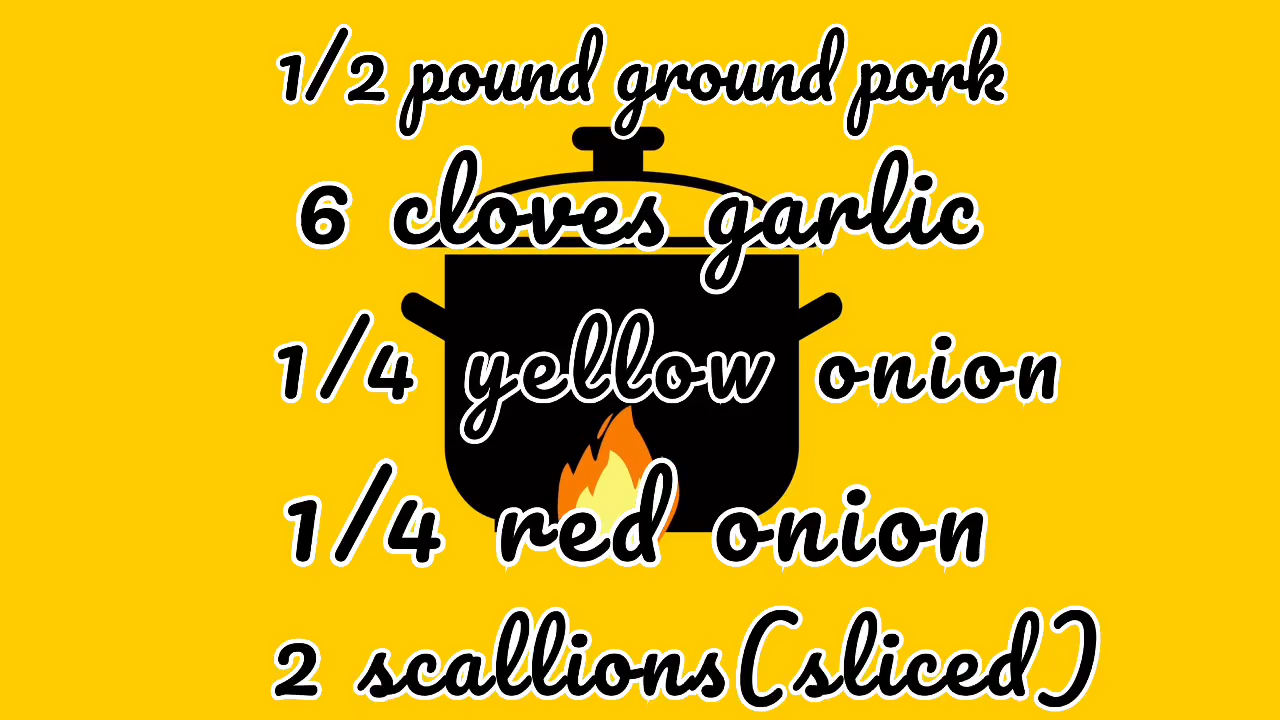 1/2 pound ground pork
6 cloves garlic
1/4 yellow onion
1/4 red onion
2 scallions(sliced)